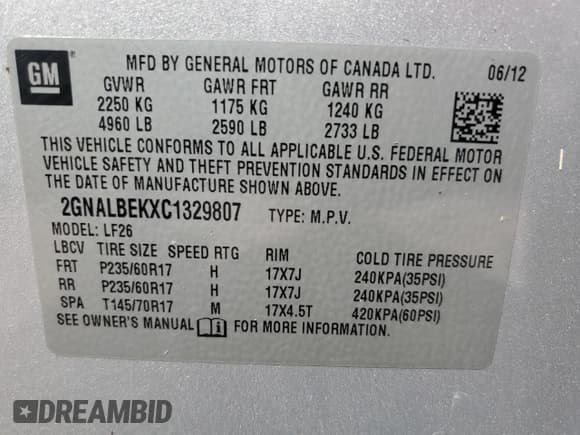 GM
MFD BY GENERAL MOTORS OF CANADA LTD. 06/12
GVWR GAWR FRT GAWR RR
2250 KG 1175 KG 1240 KG
4960 LB 2590 LB 2733 LB
THIS VEHICLE CONFORMS TO ALL APPLICABLE U.S. FEDERAL MOTOR
VEHICLE SAFETY AND THEFT PREVENTION STANDARDS IN EFFECT ON
THE DATE OF MANUFACTURE SHOWN ABOVE.
2GNALBEKXC1329807 TYPE: M.P.V.
MODEL: LF26
LBCV TIRE SIZE SPEED RTG RIM COLD TIRE PRESSURE
FRT P235/60R17 H 17X7J 240KPA(35PSI)
RR P235/60R17 H 17X7J 240KPA(35PSI)
SPA T145/70R17 M 17X4.5T 420KPA(60PSI)
SEE OWNER'S MANUAL FOR MORE INFORMATION.
DREAMBID